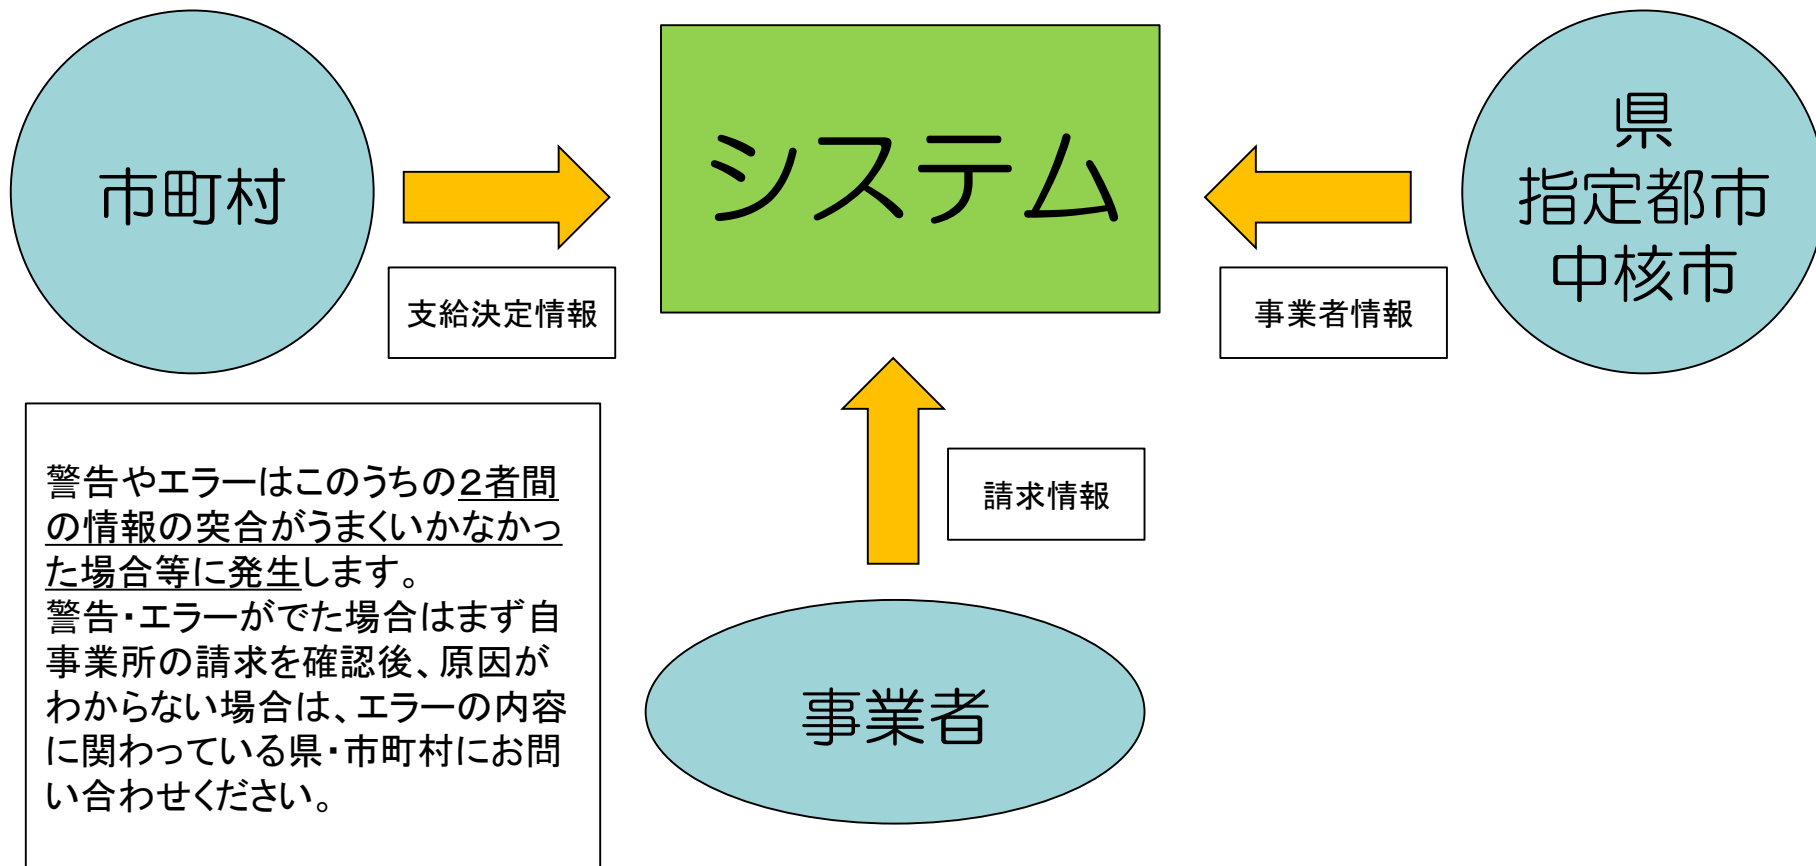 市町村
システム
県
指定都市
中核市
支給決定情報
事業者情報
請求情報
警告やエラーはこのうちの２者間
の情報の突合がうまくいかなかっ
た場合等に発生します。
警告・エラーがでた場合はまず自
事業所の請求を確認後、原因が
わからない場合は、エラーの内容
に関わっている県・市町村にお問
い合わせください。
事業者